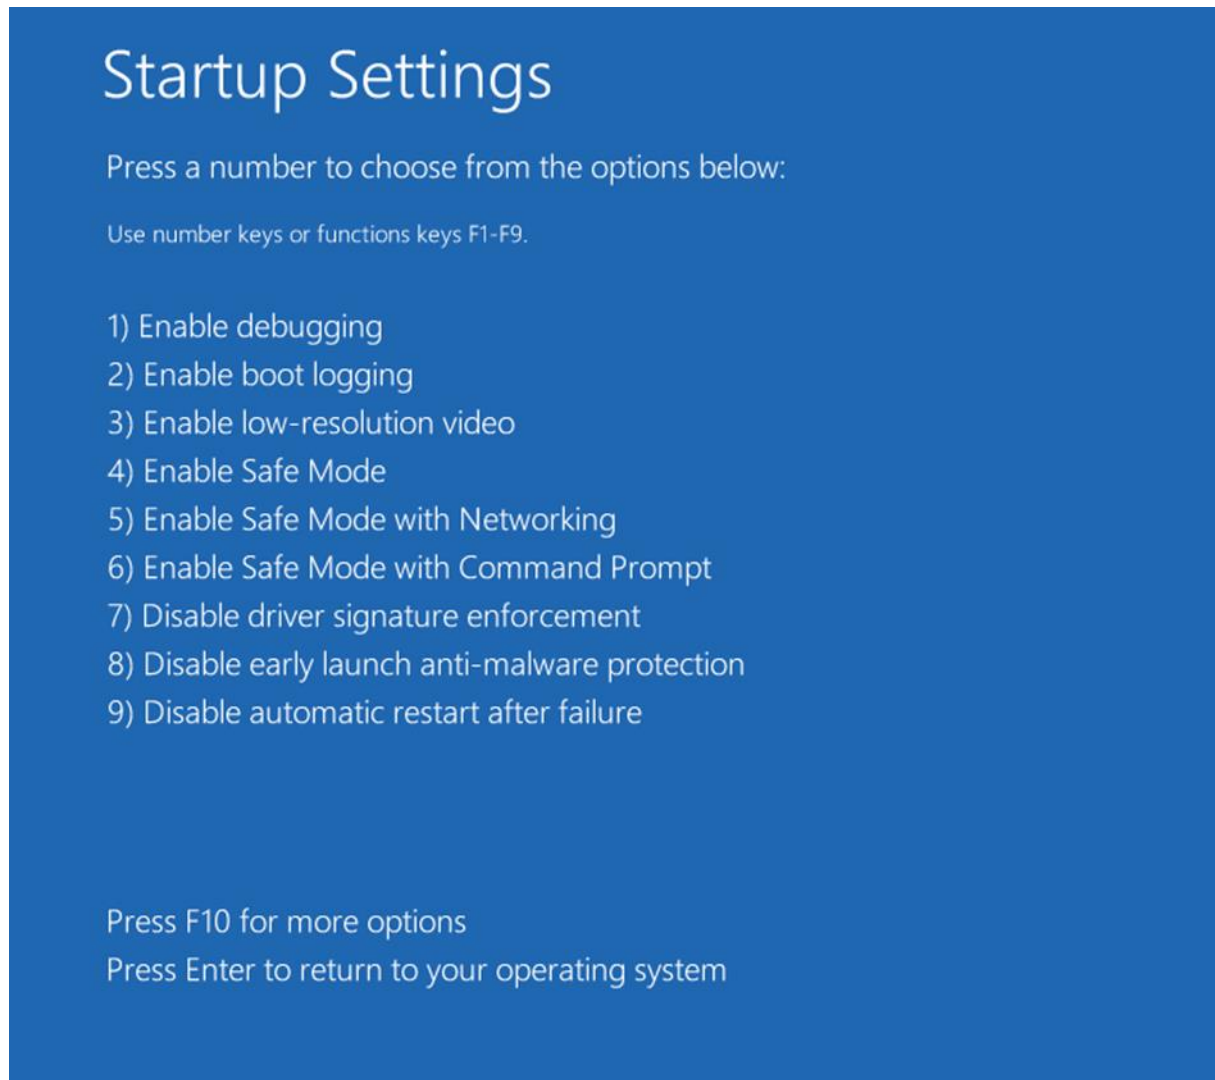 Startup Settings
Press a number to choose from the options below:
Use number keys or functions keys F1-F9.
1) Enable debugging
2) Enable boot logging
3) Enable low-resolution video
4) Enable Safe Mode
5) Enable Safe Mode with Networking
6) Enable Safe Mode with Command Prompt
7) Disable driver signature enforcement
8) Disable early launch anti-malware protection
9) Disable automatic restart after failure
Press F10 for more options
Press Enter to return to your operating system